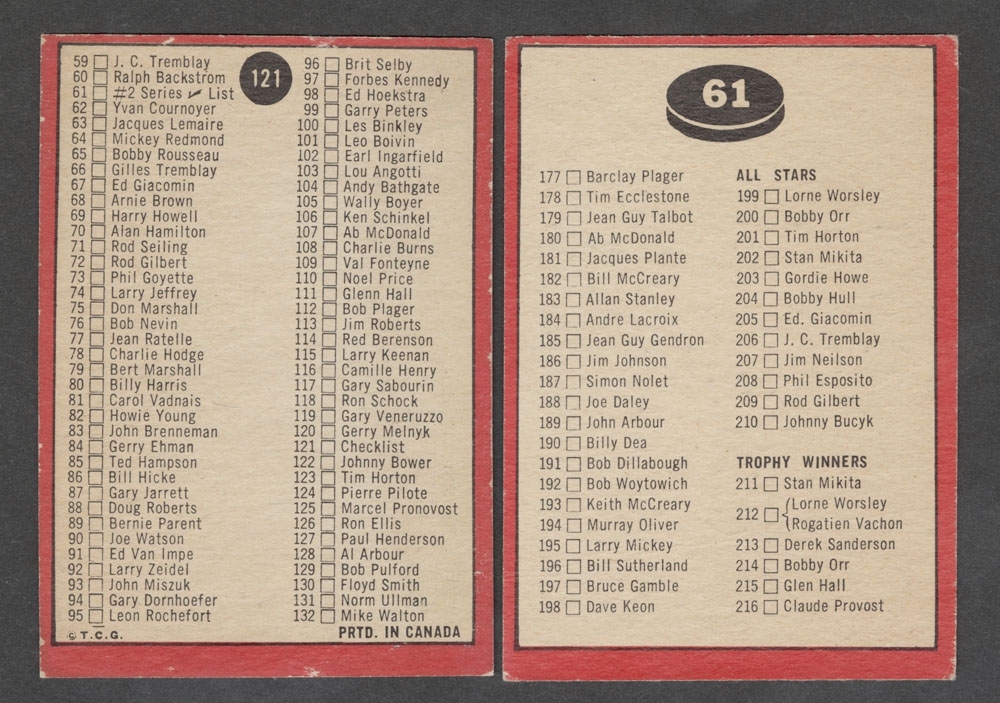 121
59 J. C. Tremblay
60 Ralph Backstrom
61 #2 Series List
62 Yvan Cournoyer
63 Jacques Lemaire
64 Mickey Redmond
65 Bobby Rousseau
66 Gilles Tremblay
67 Ed Giacomin
68 Arnie Brown
69 Harry Howell
70 Alan Hamilton
71 Rod Seiling
72 Rod Gilbert
73 Phil Goyette
74 Larry Jeffrey
75 Don Marshall
76 Bob Nevin
77 Jean Ratelle
78 Charlie Hodge
79 Bert Marshall
80 Billy Harris
81 Carol Vadnais
82 Howie Young
83 John Brenneman
84 Gerry Ehman
85 Ted Hampson
86 Bill Hicke
87 Gary Jarrett
88 Doug Roberts
89 Bernie Parent
90 Joe Watson
91 Ed Van Impe
92 Larry Zeidel
93 John Miszuk
94 Gary Dornhoefer
95 Leon Rochefort
© T.C.G.
96 Brit Selby
97 Forbes Kennedy
98 Ed Hoekstra
99 Garry Peters
100 Les Binkley
101 Leo Boivin
102 Earl Ingarfield
103 Lou Angotti
104 Andy Bathgate
105 Wally Boyer
106 Ken Schinkel
107 Ab McDonald
108 Charlie Burns
109 Val Fonteyne
110 Noel Price
111 Glenn Hall
112 Bob Plager
113 Jim Roberts
114 Red Berenson
115 Larry Keenan
116 Camille Henry
117 Gary Sabourin
118 Ron Schock
119 Gary Veneruzzo
120 Gerry Melnyk
121 Checklist
122 Johnny Bower
123 Tim Horton
124 Pierre Pilote
125 Marcel Pronovost
126 Ron Ellis
127 Paul Henderson
128 Al Arbour
129 Bob Pulford
130 Floyd Smith
131 Norm Ullman
132 Mike Walton
PRTD. IN CANADA
61
177 Barclay Plager
178 Tim Ecclestone
179 Jean Guy Talbot
180 Ab McDonald
181 Jacques Plante
182 Bill McCreary
183 Allan Stanley
184 Andre Lacroix
185 Jean Guy Gendron
186 Jim Johnson
187 Simon Nolet
188 Joe Daley
189 John Arbour
190 Billy Dea
191 Bob Dillabough
192 Bob Woytowich
193 Keith McCreary
194 Murray Oliver
195 Larry Mickey
196 Bill Sutherland
197 Bruce Gamble
198 Dave Keon
ALL STARS
199 Lorne Worsley
200 Bobby Orr
201 Tim Horton
202 Stan Mikita
203 Gordie Howe
204 Bobby Hull
205 Ed. Giacomin
206 J. C. Tremblay
207 Jim Neilson
208 Phil Esposito
209 Rod Gilbert
210 Johnny Bucyk
TROPHY WINNERS
211 Stan Mikita
212 Lorne Worsley
Rogatien Vachon
213 Derek Sanderson
214 Bobby Orr
215 Glen Hall
216 Claude Provost